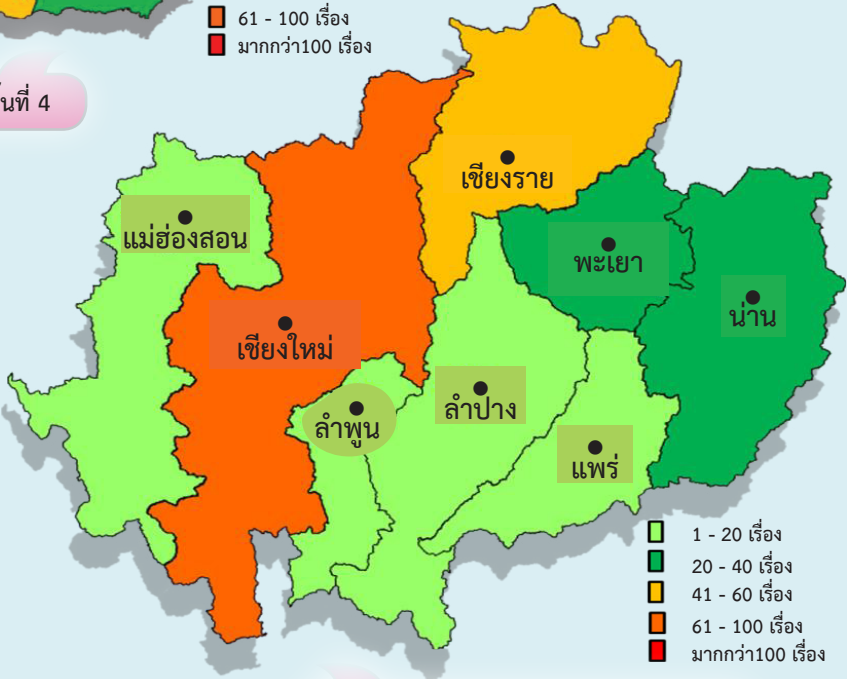 61 - 100 เรื่อง
มากกว่า100 เรื่อง
นที่ 4
เชียงราย
แม่ฮ่องสอน
พะเยา
น่าน
เชียงใหม่
ลำปาง
ลำพูน
แพร่
1 - 20 เรื่อง
20 - 40 เรื่อง
41 - 60 เรื่อง
61 - 100 เรื่อง
มากกว่า100 เรื่อง